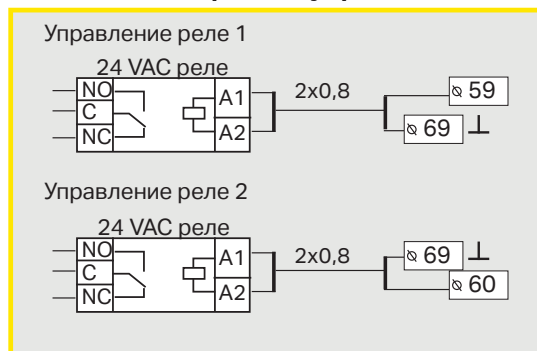 Управление реле 1
24 VAC реле
NO
C
NC
A1
A2
2x0,8
59
69
Управление реле 2
24 VAC реле
NO
C
NC
A1
A2
2x0,8
69
60